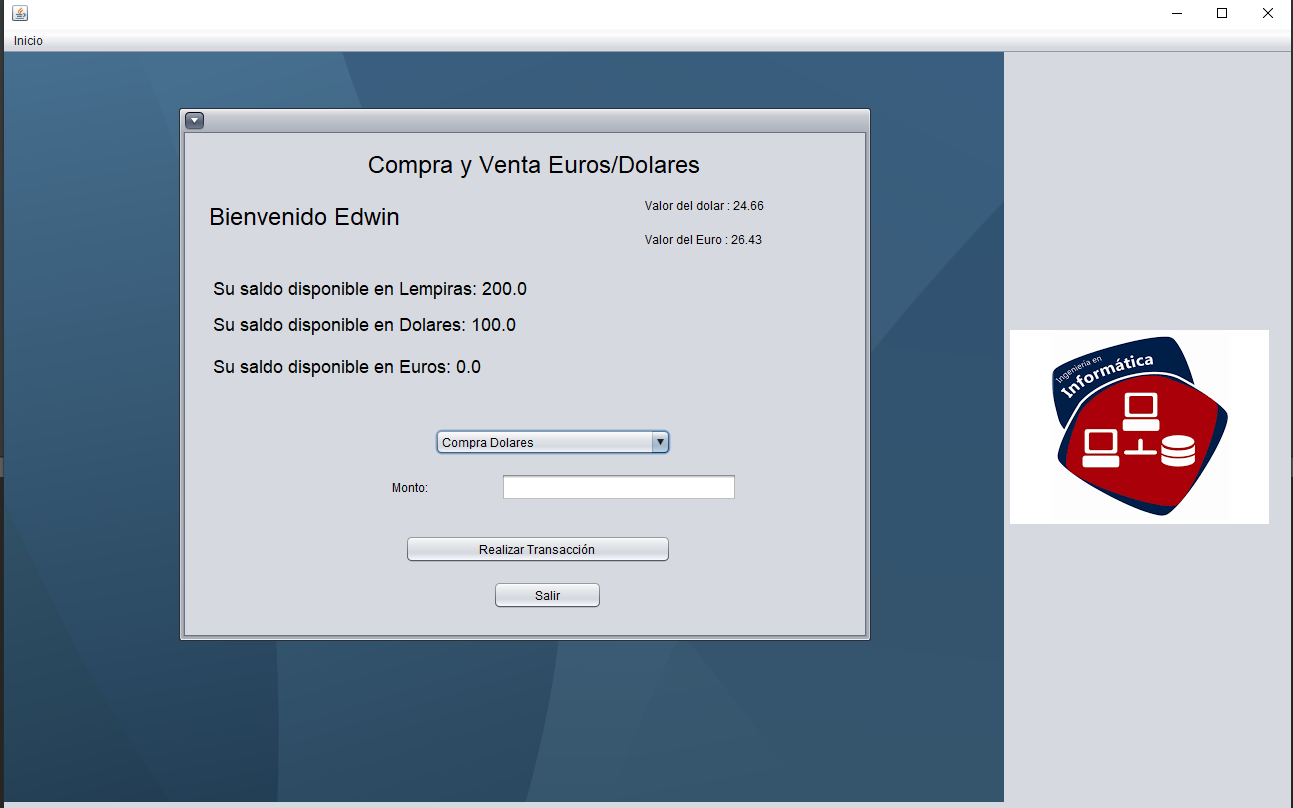 Inicio
Compra y Venta Euros/Dolares
Bienvenido Edwin
Valor del dolar : 24.66
Valor del Euro : 26.43
Su saldo disponible en Lempiras: 200.0
Su saldo disponible en Dolares: 100.0
Su saldo disponible en Euros: 0.0
Compra Dolares
Monto:
Realizar Transacción
Salir
Ingeniería en
Informática